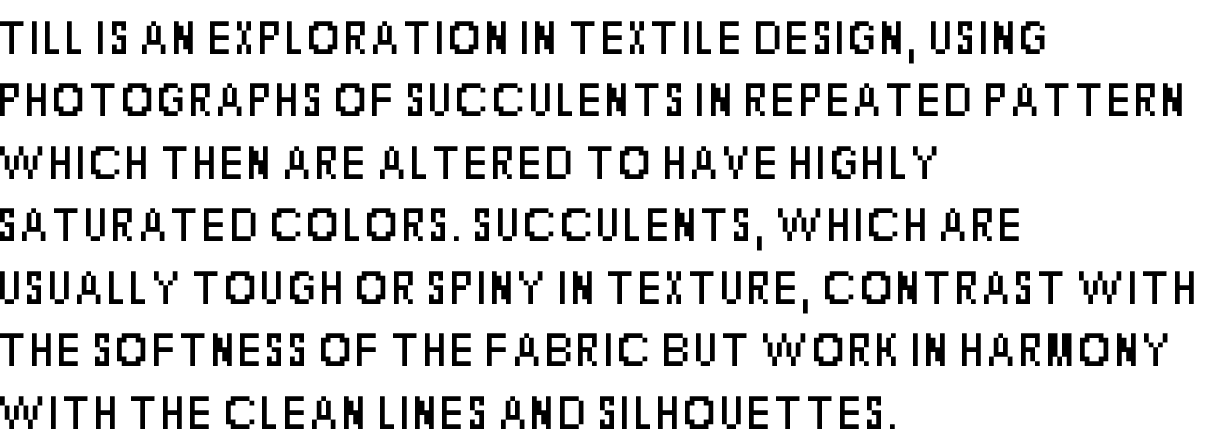 TILL IS AN EXPLORATION IN TEXTILE DESIGN, USING
PHOTOGRAPHS OF SUCCULENTS IN REPEATED PATTERN
WHICH THEN ARE ALTERED TO HAVE HIGHLY
SATURATED COLORS. SUCCULENTS, WHICH ARE
USUALLY TOUGH OR SPINY IN TEXTURE, CONTRAST WITH
THE SOFTNESS OF THE FABRIC BUT WORK IN HARMONY
WITH THE CLEAN LINES AND SILHOUETTES.